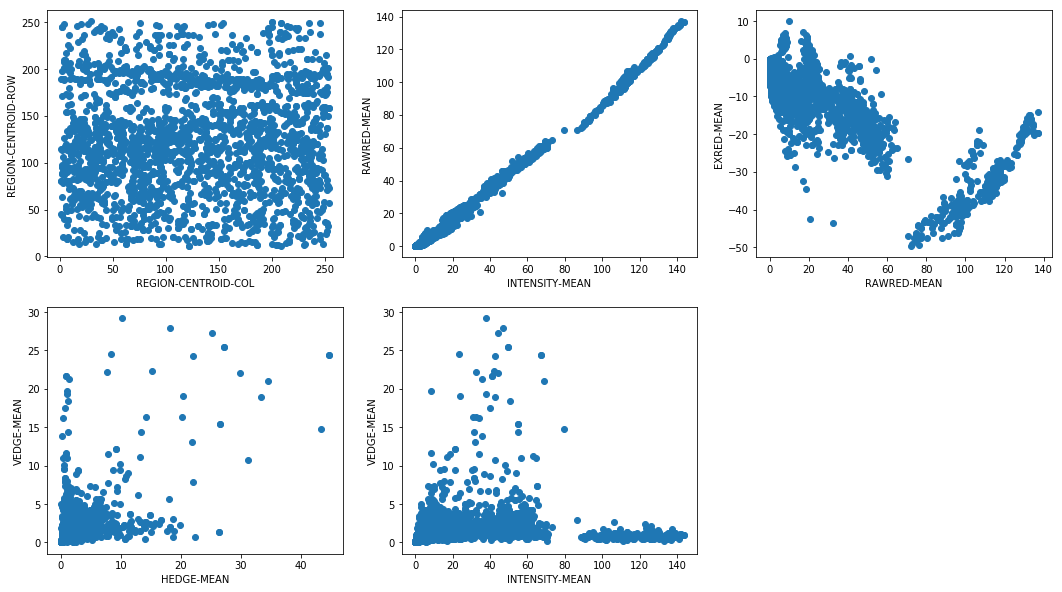 250
200
150
100
50
0
REGION-CENTROID-ROW
0 50 100 150 200 250
REGION-CENTROID-COL
140
120
100
80
60
40
20
0
RAWRED-MEAN
0 20 40 60 80 100 120 140
INTENSITY-MEAN
10
0
−10
−20
−30
−40
−50
EXRED-MEAN
0 20 40 60 80 100 120 140
RAWRED-MEAN
30
25
20
15
10
5
0
VEDGE-MEAN
0 10 20 30 40
HEDGE-MEAN
30
25
20
15
10
5
0
VEDGE-MEAN
0 20 40 60 80 100 120 140
INTENSITY-MEAN